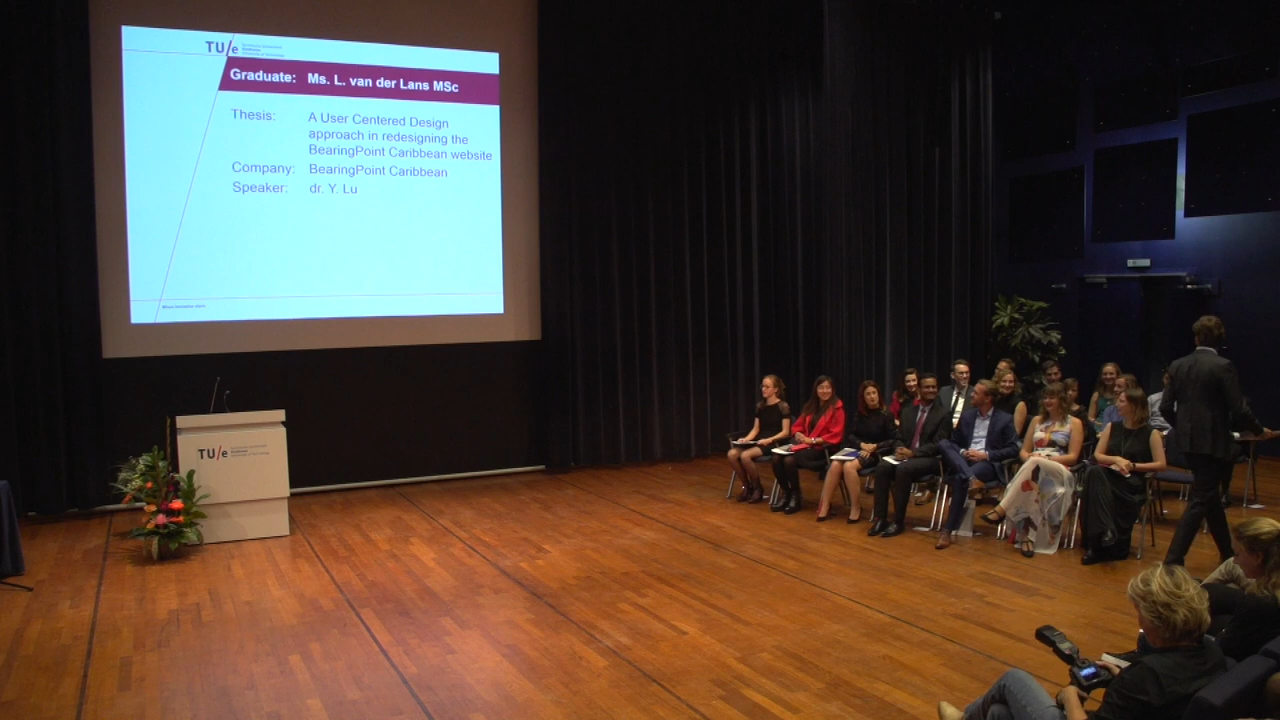 TU/e
Graduate: Ms. L. van der Lans MSc
Thesis: A User Centered Design
approach in redesigning the
BearingPoint Caribbean website
Company: BearingPoint Caribbean
Speaker: dr. Y. Lu
TU/e